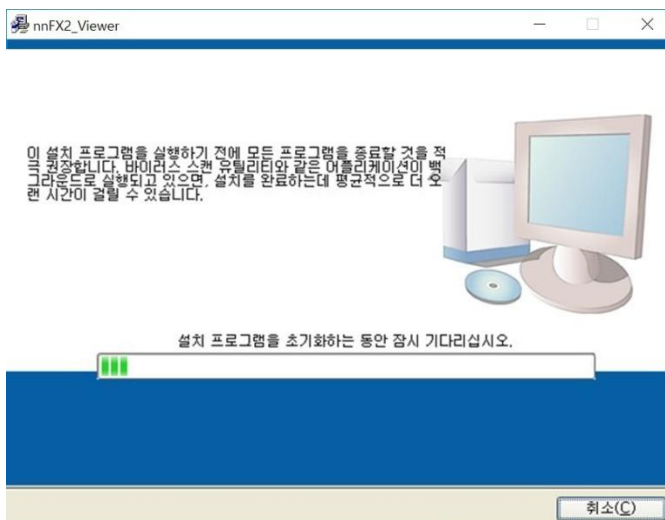 nnFX2_Viewer
이 설치 프로그램을 실행하기 전에 모든 프로그램을 종료할 것을 적
극 권장합니다. 바이러스 스캔 유틸리티와 같은 어플리케이션이 백
그라운드로 실행되고 있으면, 설치를 완료하는데 평균적으로 더 오
랜 시간이 걸릴 수 있습니다.
설치 프로그램을 초기화하는 동안 잠시 기다리십시오.
취소(C)